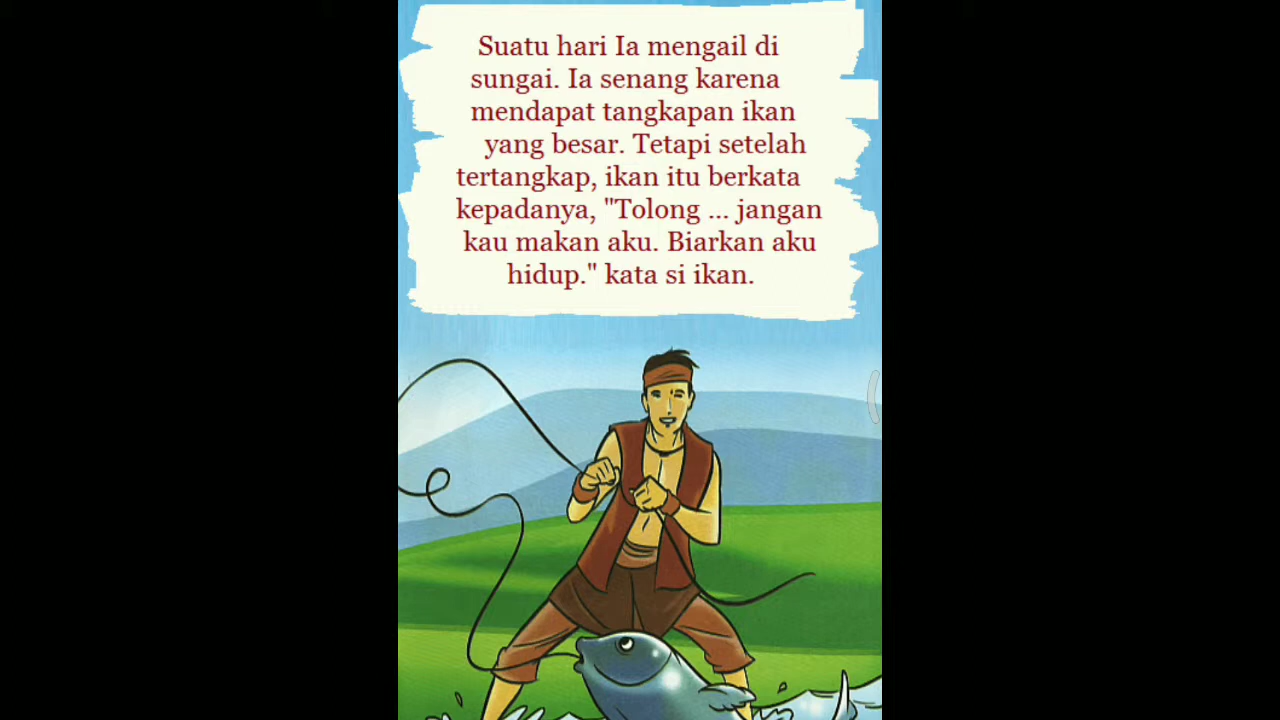 Suatu hari Ia mengail di
sungai. Ia senang karena
mendapat tangkapan ikan
yang besar. Tetapi setelah
tertangkap, ikan itu berkata
kepadanya, "Tolong ... jangan
kau makan aku. Biarkan aku
hidup." kata si ikan.